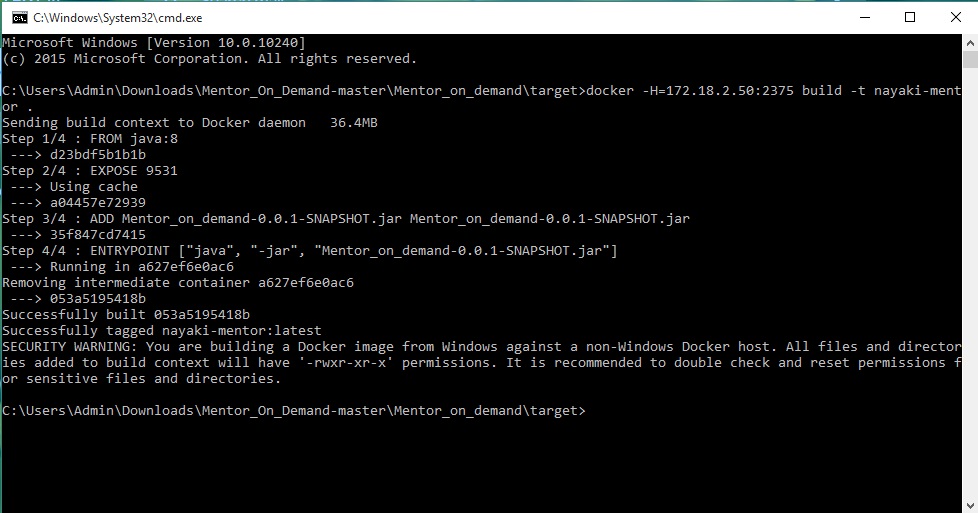 C:\Windows\System32\cmd.exe
Microsoft Windows [Version 10.0.10240]
(c) 2015 Microsoft Corporation. All rights reserved.
C:\Users\Admin\Downloads\Mentor_On_Demand-master\Mentor_on_demand\target>docker -H=172.18.2.50:2375 build -t nayaki-ment
or .
Sending build context to Docker daemon   36.4MB
Step 1/4 : FROM java:8
 ---> d23bdf5b1b1b
Step 2/4 : EXPOSE 9531
 ---> Using cache
 ---> a04457e72939
Step 3/4 : ADD Mentor_on_demand-0.0.1-SNAPSHOT.jar Mentor_on_demand-0.0.1-SNAPSHOT.jar
 ---> 35f847cd7415
Step 4/4 : ENTRYPOINT ["java", "-jar", "Mentor_on_demand-0.0.1-SNAPSHOT.jar"]
 ---> Running in a627ef6e0ac6
Removing intermediate container a627ef6e0ac6
 ---> 053a5195418b
Successfully built 053a5195418b
Successfully tagged nayaki-mentor:latest
SECURITY WARNING: You are building a Docker image from Windows against a non-Windows Docker host. All files and director
ies added to build context will have '-rwxr-xr-x' permissions. It is recommended to double check and reset permissions f
or sensitive files and directories.
C:\Users\Admin\Downloads\Mentor_On_Demand-master\Mentor_on_demand\target>